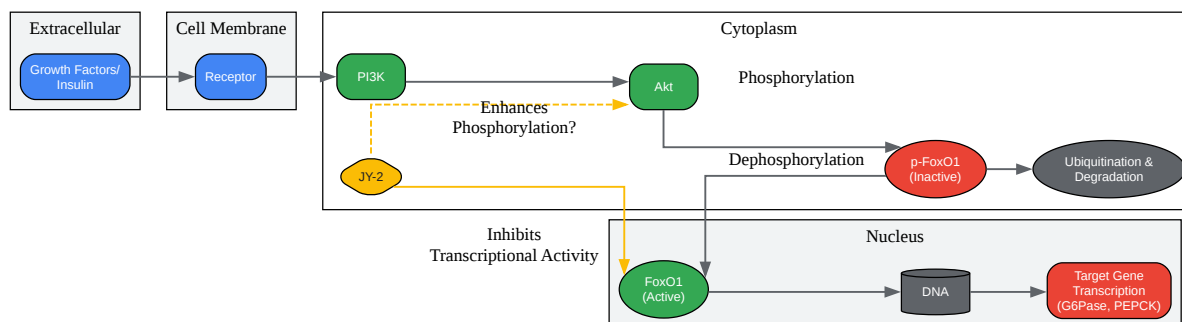 Extracellular
Cell Membrane
Cytoplasm
Growth Factors/
Insulin
Receptor
PI3K
Akt
Phosphorylation
Enhances
Phosphorylation?
JY-2
Dephosphorylation
p-FoxO1
(Inactive)
Ubiquitination &
Degradation
Inhibits
Transcriptional Activity
Nucleus
FoxO1
(Active)
DNA
Target Gene
Transcription
(G6Pase, PEPCK)